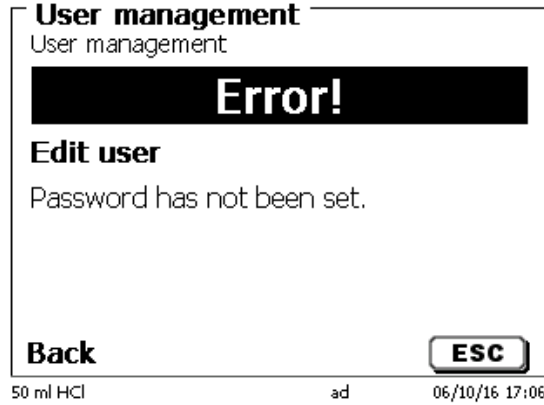 User management
User management
Error!
Edit user
Password has not been set.
Back ESC
50 ml HCl ad 06/10/16 17:06